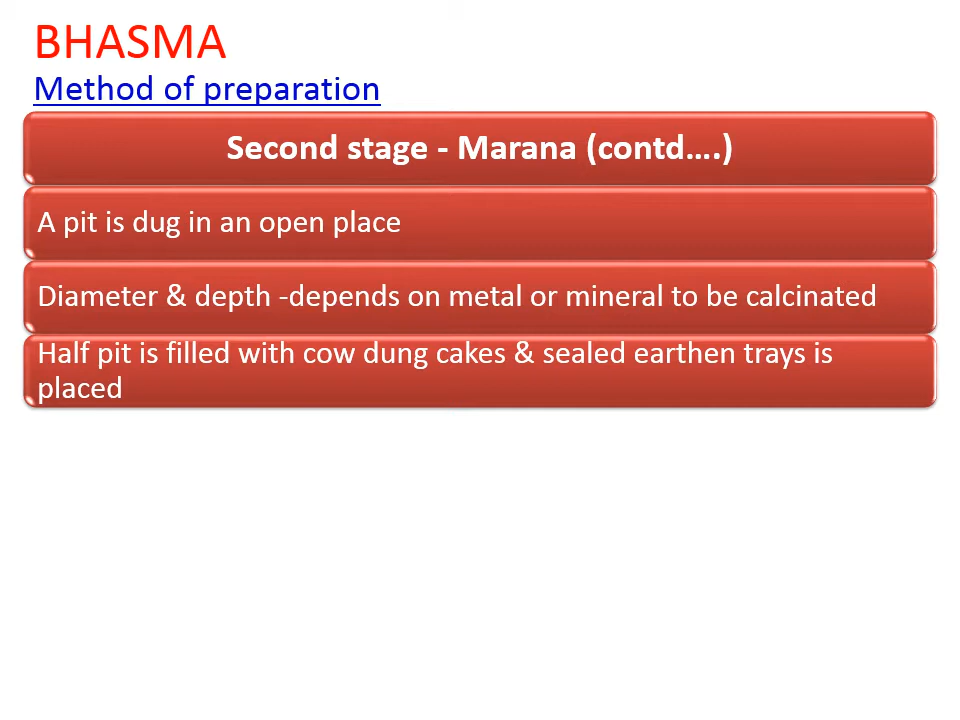 BHASMA
Method of preparation
Second stage - Marana (contd….)
A pit is dug in an open place
Diameter & depth -depends on metal or mineral to be calcinated
Half pit is filled with cow dung cakes & sealed earthen trays is
placed